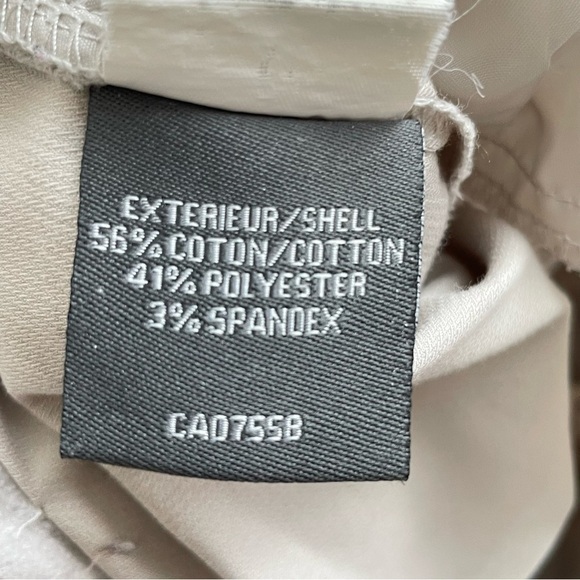 EXTERIEUR/SHELL
56% COTON/COTTON
41% POLYESTER
3% SPANDEX
CA07558